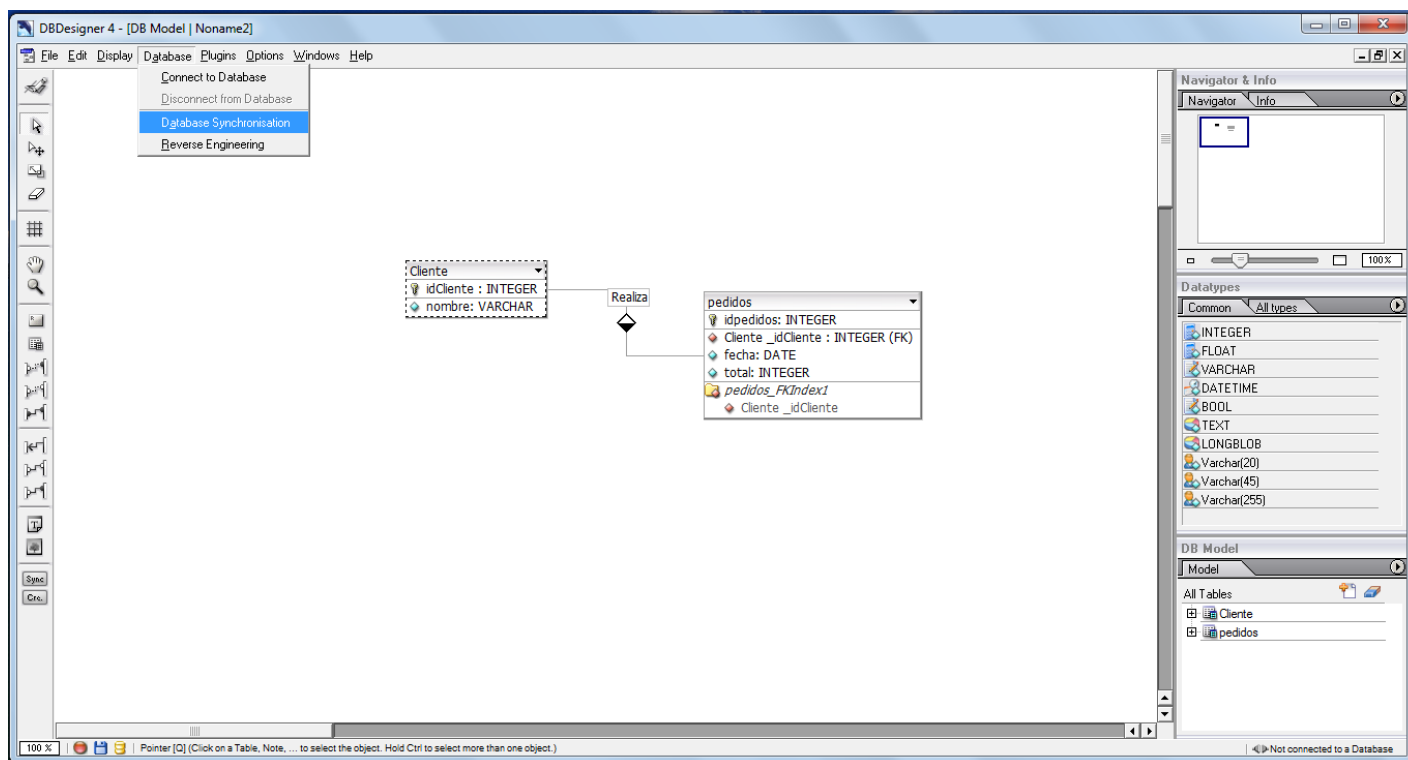 DBDesigner 4 - [DB Model | Noname2]
File Edit Display Database Plugins Options Windows Help
Connect to Database
Disconnect from Database
Database Synchronisation
Reverse Engineering
Cliente
idCliente : INTEGER
nombre: VARCHAR
Realiza
pedidos
idpedidos: INTEGER
Cliente _idCliente : INTEGER (FK)
fecha: DATE
total: INTEGER
pedidos_FKIndex1
Cliente _idCliente
Navigator & Info
Navigator Info
100 %
Datatypes
Common All types
INTEGER
FLOAT
VARCHAR
DATETIME
BOOL
TEXT
LONGBLOB
Varchar(20)
Varchar(45)
Varchar(255)
DB Model
Model
All Tables
Cliente
pedidos
Sync
100 % Pointer [Q] (Click on a Table, Note, ... to select the object. Hold Ctrl to select more than one object.) Not connected to a Database